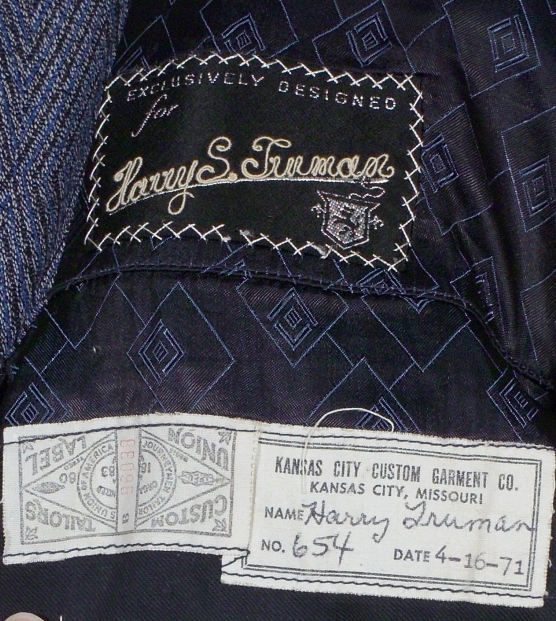 EXCLUSIVELY DESIGNED
for
Harry S. Truman
KANSAS CITY CUSTOM GARMENT CO.
KANSAS CITY, MISSOURI
NAME Harry Truman
NO. 654 DATE 4-16-71
CUSTOM
TAILORS
UNION
LABEL